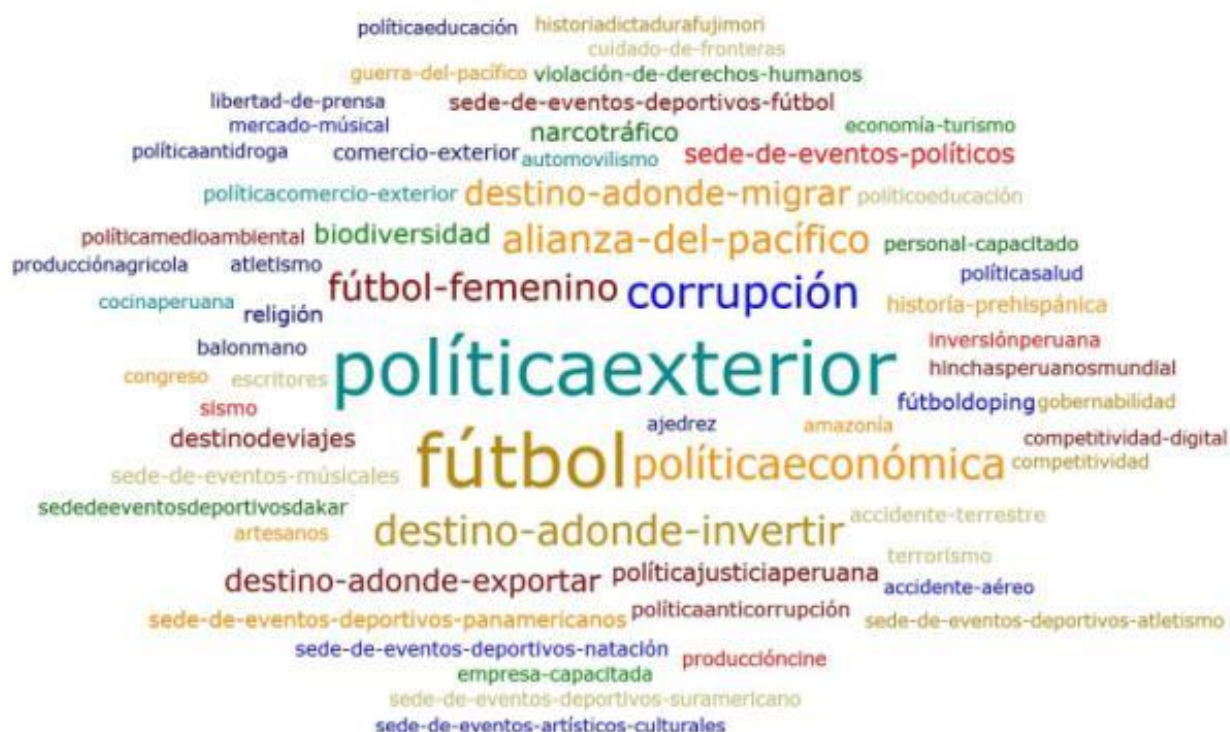 políticaeducación historiadictadurafujimori
cuidado-de-fronteras
guerra-del-pacífico violación-de-derechos-humanos
libertad-de-prensa sede-de-eventos-deportivos-fútbol
mercado-músical narcotráfico economía-turismo
políticaantidroga comercio-exterior automovilismo sede-de-eventos-políticos
políticacomercio-exterior destino-adonde-migrar políticoeducación
políticamedioambiental biodiversidad alianza-del-pacífico personal-capacitado
producciónagricola atletismo fútbol-femenino corrupción políticasalud
cocinaperuana religión historía-prehispánica
balonmano políticaexterior inversiónperuana
congreso escritores hinchasperuanosmundial
sismo ajedrez amazonía fútboldoping gobernabilidad
destinodeviajes fútbol políticaeconómica competitividad-digital
sede-de-eventos-músicales competitividad
sededeeventosdeportivosdakar
artesanos destino-adonde-invertir accidente-terrestre
terrorismo
destino-adonde-exportar políticajusticiaperuana accidente-aéreo
sede-de-eventos-deportivos-panamericanos políticaanticorrupción sede-de-eventos-deportivos-atletismo
sede-de-eventos-deportivos-natación produccióncine
empresa-capacitada
sede-de-eventos-deportivos-suramericano
sede-de-eventos-artísticos-culturales